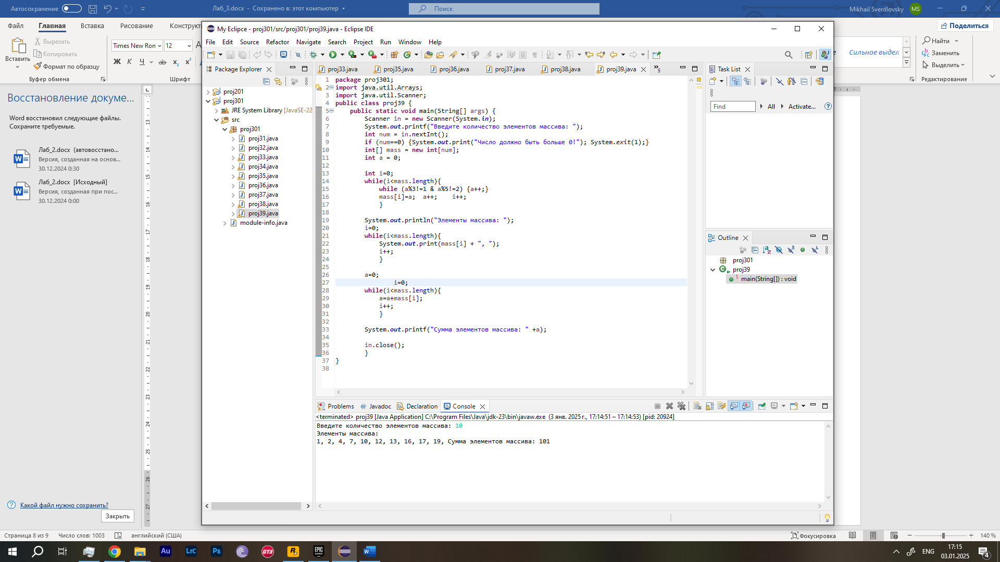 Автосохранение
Лаб_3.docx - Сохранено в: этот компьютер
Поиск
Mikhail Sverdlovsky
MS
Файл
Главная
Вставка
Рисование
Конструкт
Поделиться
Вставить
Вырезать
Копировать
Формат по образцу
Буфер обмена
Times New Ron
12
Ж К Ч ab x₂ x²
Шрифт
Сильное выдел
Найти
Заменить
Выделить
Редактирование
Восстановление докуме...
Word восстановил следующие файлы.
Сохраните требуемые.
Лаб_2.docx (автовосстано...
Версия, созданная на основ...
30.12.2024 0:30
Лаб_2.docx [Исходный]
Версия, созданная при пос...
30.12.2024 0:00
Какой файл нужно сохранить?
Закрыть
My Eclipce - proj301/src/proj301/proj39.java - Eclipse IDE
File Edit Source Refactor Navigate Search Project Run Window Help
Package Explorer
proj201
proj301
JRE System Library [JavaSE-22
src
proj301
proj31.java
proj32.java
proj33.java
proj34.java
proj35.java
proj36.java
proj37.java
proj38.java
proj39.java
module-info.java
proj33.java
proj35.java
proj36.java
proj37.java
proj38.java
proj39.java
»5
1 package proj301;
2 import java.util.Arrays;
3 import java.util.Scanner;
4 public class proj39 {
5 public static void main(String[] args) {
6 Scanner in = new Scanner(System.in);
7 System.out.printf("Введите количество элементов массива: ");
8 int num = in.nextInt();
9 if (num==0) {System.out.print("Число должно быть больше 0!"); System.exit(1);}
10 int[] mass = new int[num];
11 int a = 0;
12
13 int i=0;
14 while(i<mass.length){
15 while (a%3!=1 & a%5!=2) {a++;}
16 mass[i]=a; a++; i++;
17 }
18
19 System.out.println("Элементы массива: ");
20 i=0;
21 while(i<mass.length){
22 System.out.print(mass[i] + ", ");
23 i++;
24 }
25
26 a=0;
27 i=0;
28 while(i<mass.length){
29 a=a+mass[i];
30 i++;
31 }
32
33 System.out.printf("Сумма элементов массива: " +a);
34
35 in.close();
36 }
37 }
38
Task List
Find
All
Activate...
Outline
proj301
proj39
main(String[]) : void
Problems
Javadoc
Declaration
Console
<terminated> proj39 [Java Application] C:\Program Files\Java\jdk-23\bin\javaw.exe (3 янв. 2025 г., 17:14:51 – 17:14:53) [pid: 20924]
Введите количество элементов массива: 10
Элементы массива:
1, 2, 4, 7, 10, 12, 13, 16, 17, 19, Сумма элементов массива: 101
Страница 8 из 9
Число слов: 1003
английский (США)
Фокусировка
140 %
Au
Lrc
Ps
GT3
R
EPIC GAMES
ENG
17:15
03.01.2025
4